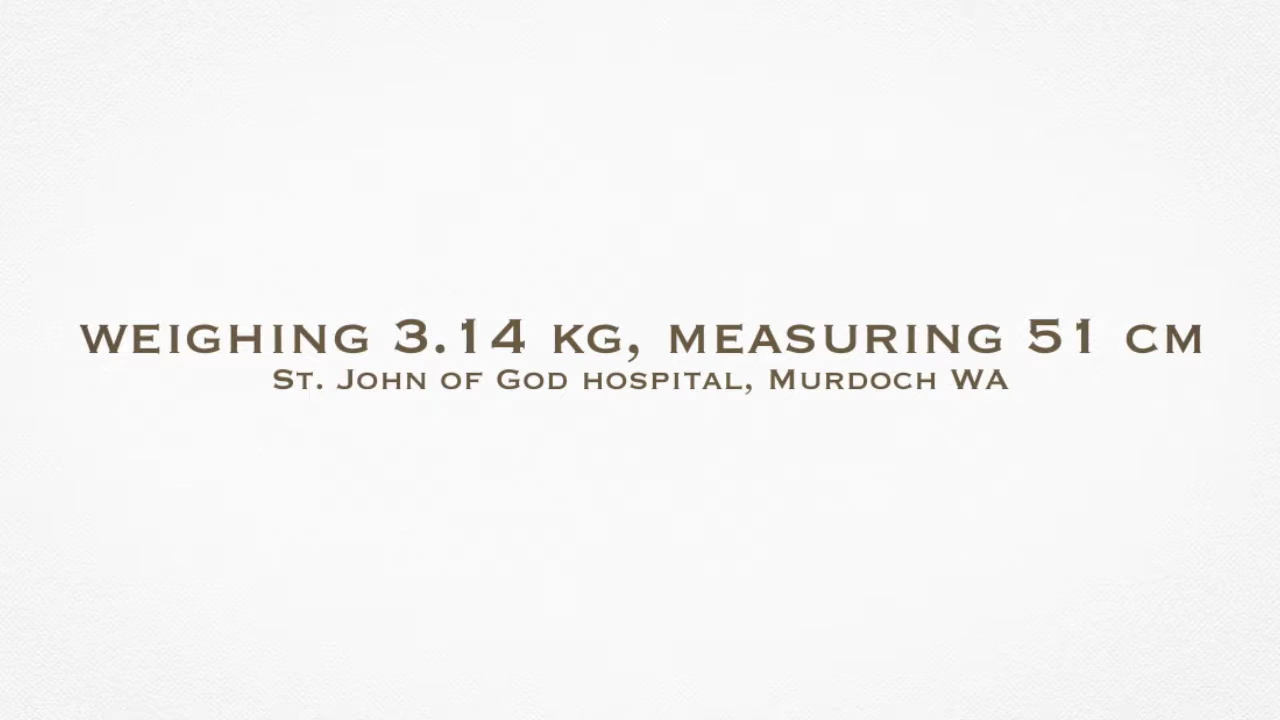 WEIGHING 3.14 KG, MEASURING 51 CM
St. John of God hospital, Murdoch WA